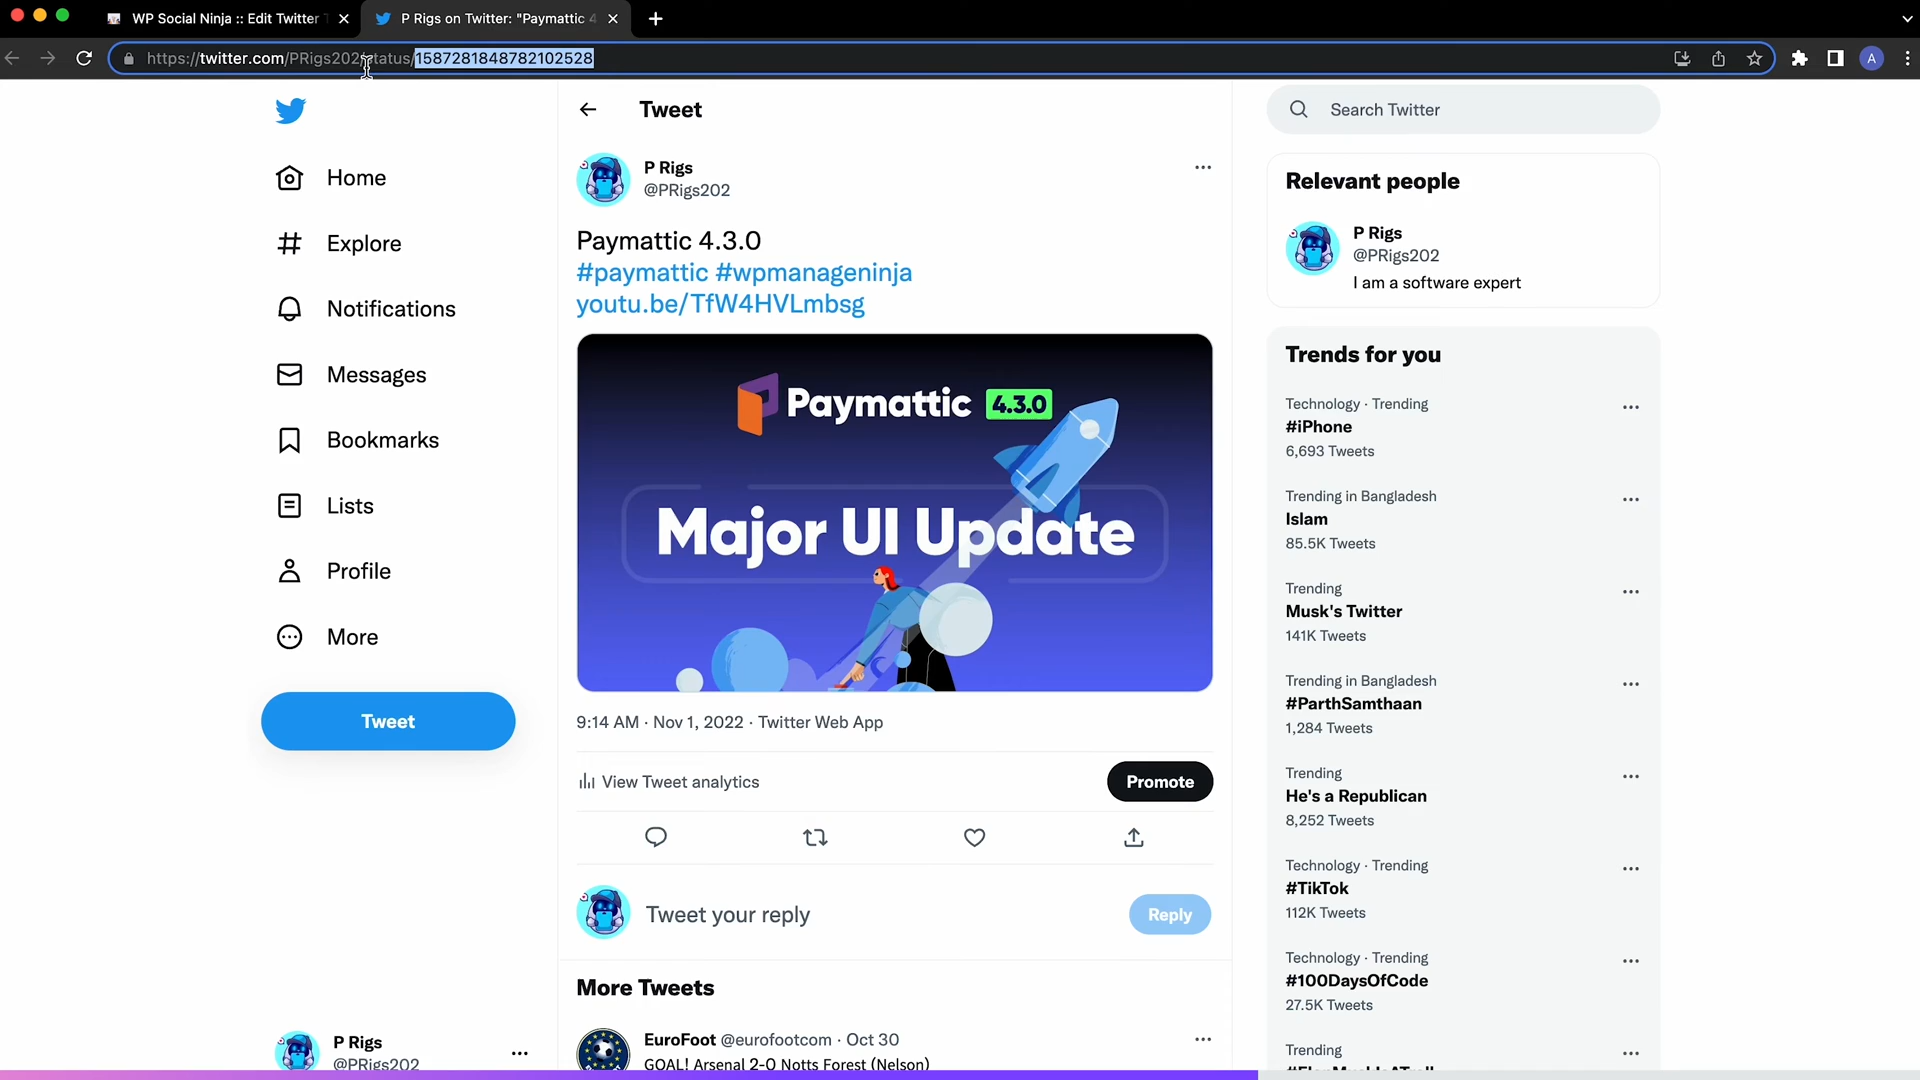 WP Social Ninja :: Edit Twitter
P Rigs on Twitter: "Paymattic 4
https://twitter.com/PRigs202/status/1587281848782102528
A
Tweet
Search Twitter
P Rigs
@PRigs202
Home
Explore
Notifications
Messages
Bookmarks
Lists
Profile
More
Tweet
Paymattic 4.3.0
#paymattic #wpmanageninja
youtu.be/TfW4HVLmbsg
Paymattic 4.3.0
Major UI Update
9:14 AM · Nov 1, 2022 · Twitter Web App
View Tweet analytics
Promote
Tweet your reply
Reply
More Tweets
EuroFoot @eurofootcom · Oct 30
GOAL! Arsenal 2-0 Notts Forest (Nelson)
Relevant people
P Rigs
@PRigs202
I am a software expert
Trends for you
Technology · Trending
#iPhone
6,693 Tweets
Trending in Bangladesh
Islam
85.5K Tweets
Trending
Musk's Twitter
141K Tweets
Trending in Bangladesh
#ParthSamthaan
1,284 Tweets
Trending
He's a Republican
8,252 Tweets
Technology · Trending
#TikTok
112K Tweets
Technology · Trending
#100DaysOfCode
27.5K Tweets
Trending
P Rigs
@PRigs202